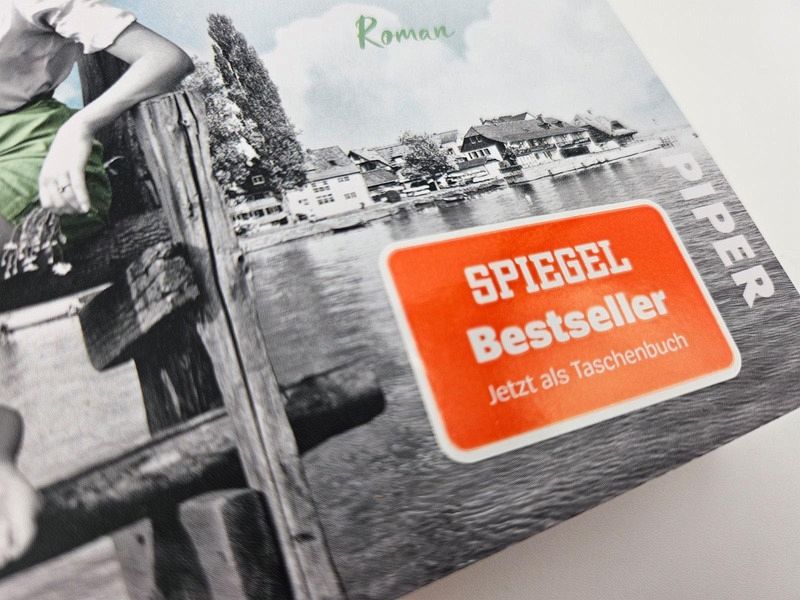 Roman
PIPER
SPIEGEL
Bestseller
Jetzt als Taschenbuch